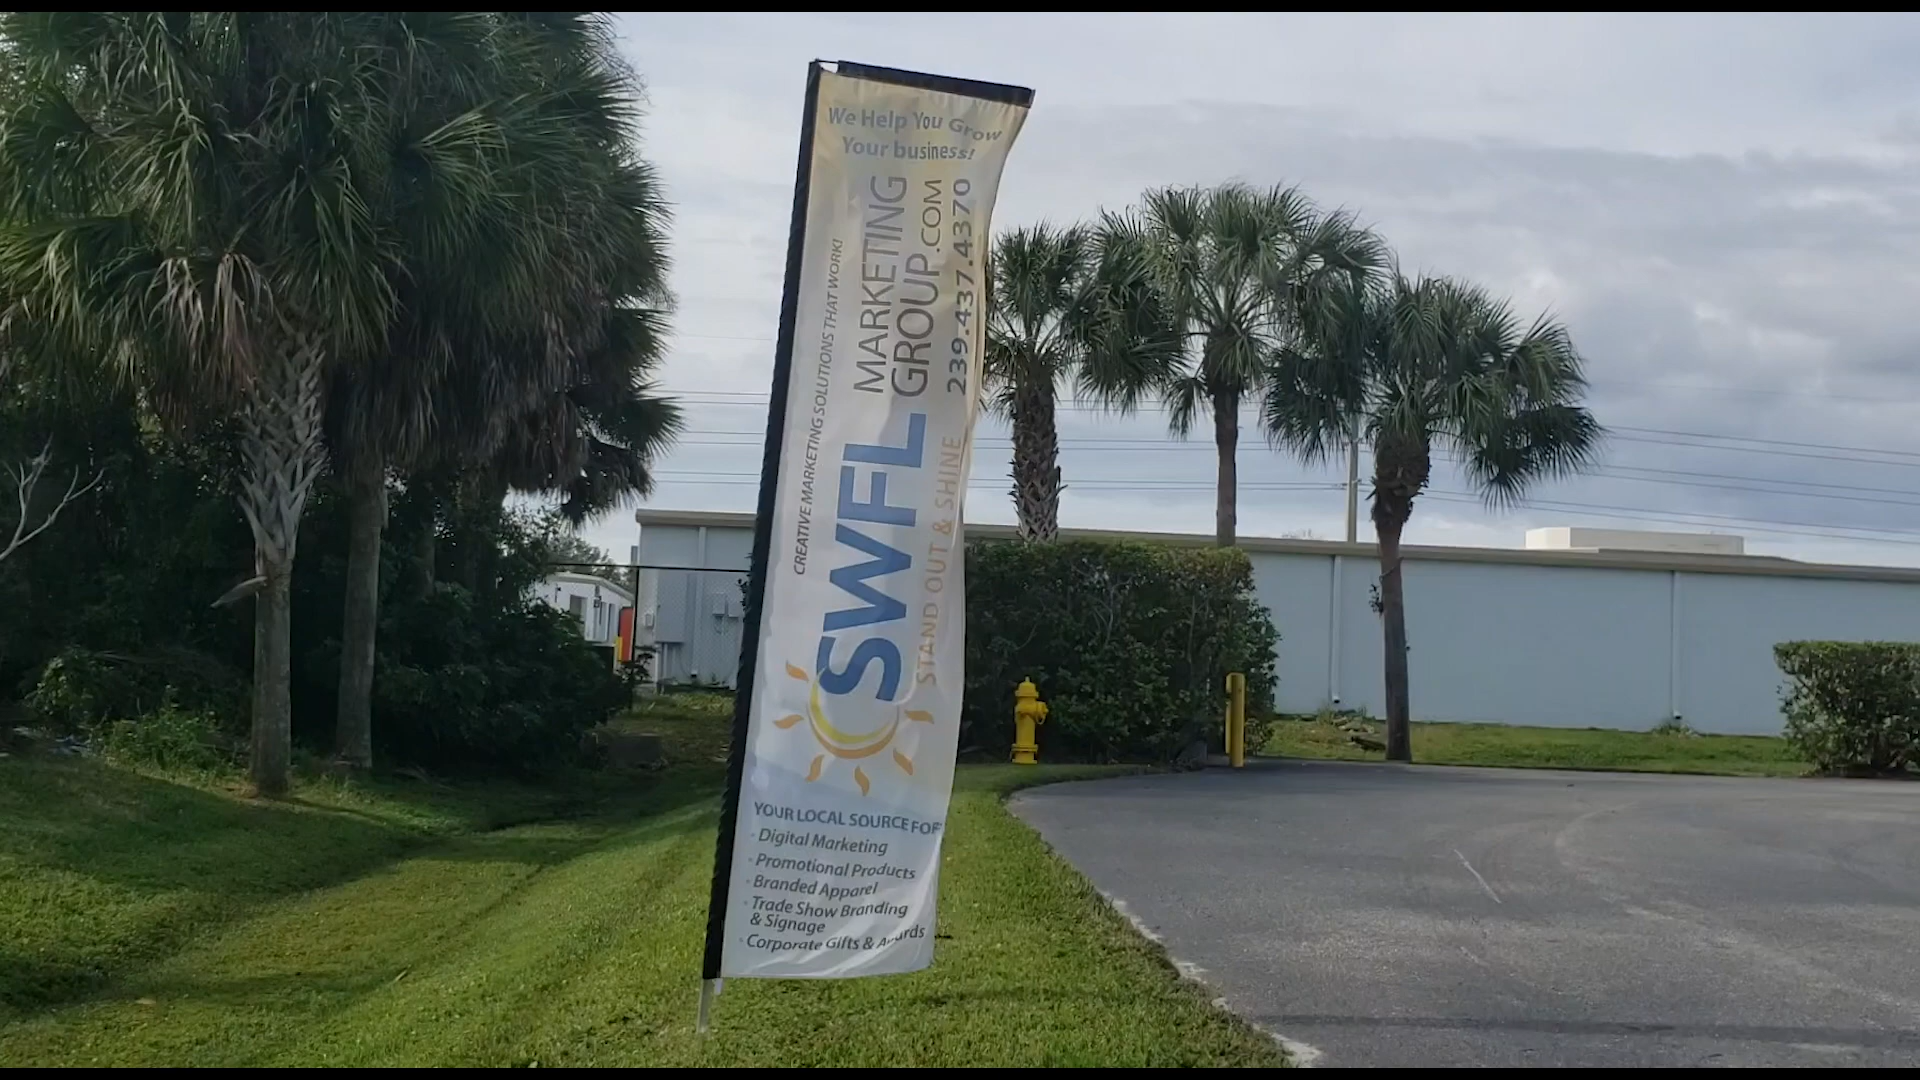 We Help You Grow
Your business!
CREATIVE MARKETING SOLUTIONS THAT WORK!
SWFL
MARKETING
GROUP.COM
239.437.4370
STAND OUT & SHINE
YOUR LOCAL SOURCE FOR:
· Digital Marketing
· Promotional Products
· Branded Apparel
· Trade Show Branding
& Signage
· Corporate Gifts & Awards